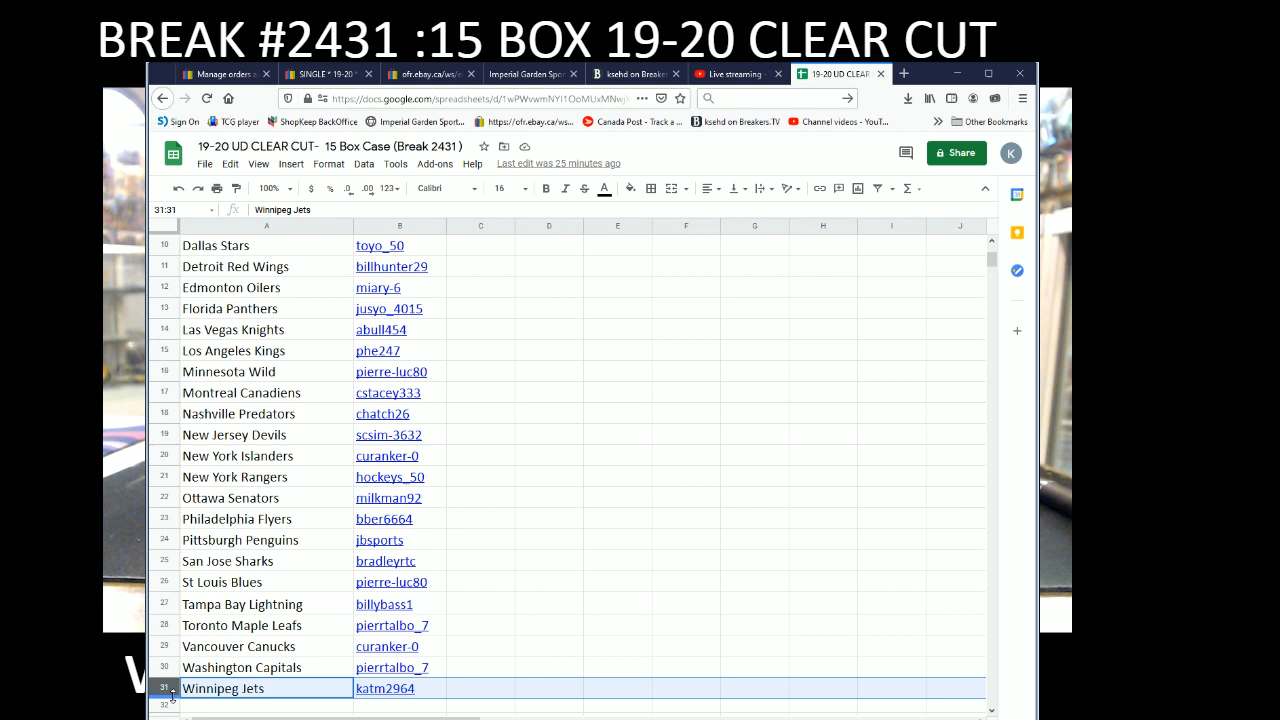 BREAK #2431 :15 BOX 19-20 CLEAR CUT
Manage orders a
SINGLE * 19-20 *
ofr.ebay.ca/ws/e
Imperial Garden Spor
ksehd on Breaker
Live streaming -
19-20 UD CLEAR
https://docs.google.com/spreadsheets/d/1wPWvwmNYI1OoMUxMNwj
Sign On
TCG player
ShopKeep BackOffice
Imperial Garden Sport...
https://ofr.ebay.ca/ws...
Canada Post - Track a ...
ksehd on Breakers.TV
Channel videos - YouT...
Other Bookmarks
19-20 UD CLEAR CUT- 15 Box Case (Break 2431 )
File Edit View Insert Format Data Tools Add-ons Help Last edit was 25 minutes ago
Share
K
100% $ % .0 .00 123 Calibri 16 B I S A
31:31 fx Winnipeg Jets
A B C D E F G H I J
10 Dallas Stars toyo_50
11 Detroit Red Wings billhunter29
12 Edmonton Oilers miary-6
13 Florida Panthers jusyo_4015
14 Las Vegas Knights abull454
15 Los Angeles Kings phe247
16 Minnesota Wild pierre-luc80
17 Montreal Canadiens cstacey333
18 Nashville Predators chatch26
19 New Jersey Devils scsim-3632
20 New York Islanders curanker-0
21 New York Rangers hockeys_50
22 Ottawa Senators milkman92
23 Philadelphia Flyers bber6664
24 Pittsburgh Penguins jbsports
25 San Jose Sharks bradleyrtc
26 St Louis Blues pierre-luc80
27 Tampa Bay Lightning billybass1
28 Toronto Maple Leafs pierrtalbo_7
29 Vancouver Canucks curanker-0
30 Washington Capitals pierrtalbo_7
31 Winnipeg Jets katm2964
32